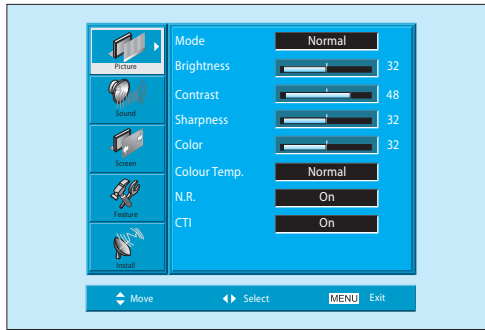 Picture
Sound
Screen
Feature
Install
Mode Normal
Brightness 32
Contrast 48
Sharpness 32
Color 32
Colour Temp. Normal
N.R. On
CTI On
Move Select MENU Exit